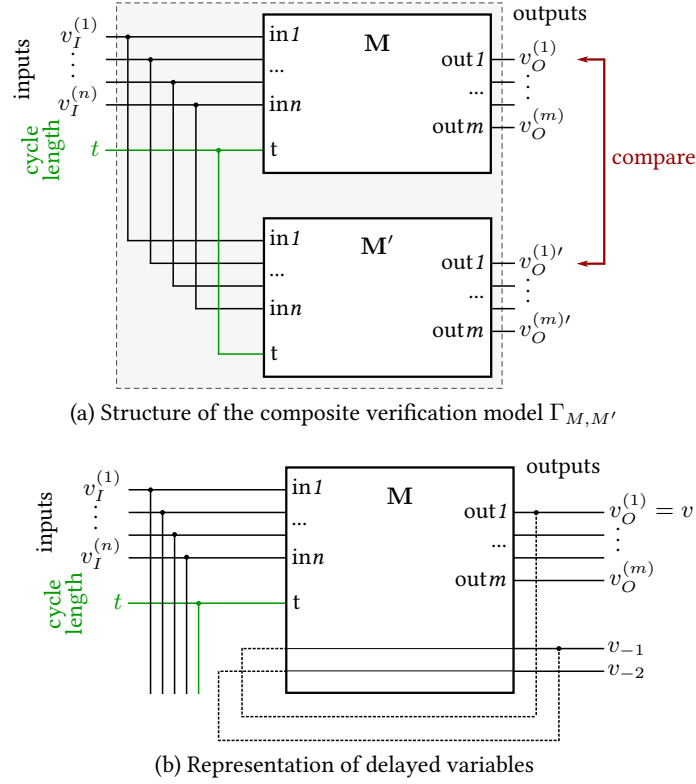 outputs
inputs
v_I^{(1)}
⋮
v_I^{(n)}
cycle
length
t
in1
...
inn
t
M
out1
...
outm
v_O^{(1)}
⋮
v_O^{(m)}
compare
in1
...
inn
t
M′
out1
...
outm
v_O^{(1)′}
⋮
v_O^{(m)′}
(a) Structure of the composite verification model Γ_{M,M′}
outputs
inputs
v_I^{(1)}
⋮
v_I^{(n)}
cycle
length
t
in1
...
inn
t
M
out1
...
outm
v_O^{(1)} = v
⋮
v_O^{(m)}
v_{−1}
v_{−2}
(b) Representation of delayed variables